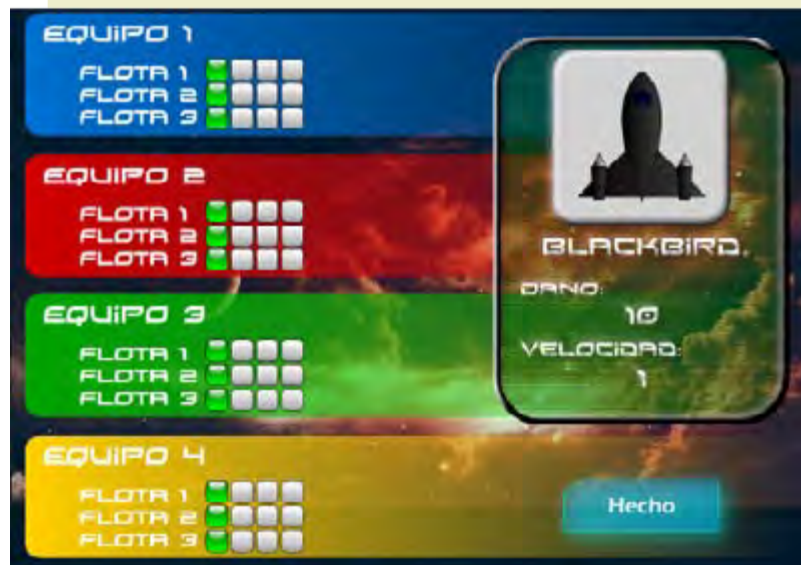 EQUIPO 1
FLOTA 1
FLOTA 2
FLOTA 3
EQUIPO 2
FLOTA 1
FLOTA 2
FLOTA 3
EQUIPO 3
FLOTA 1
FLOTA 2
FLOTA 3
EQUIPO 4
FLOTA 1
FLOTA 2
FLOTA 3
BLACKBIRD.
DANO:
10
VELOCIDAD:
1
Hecho